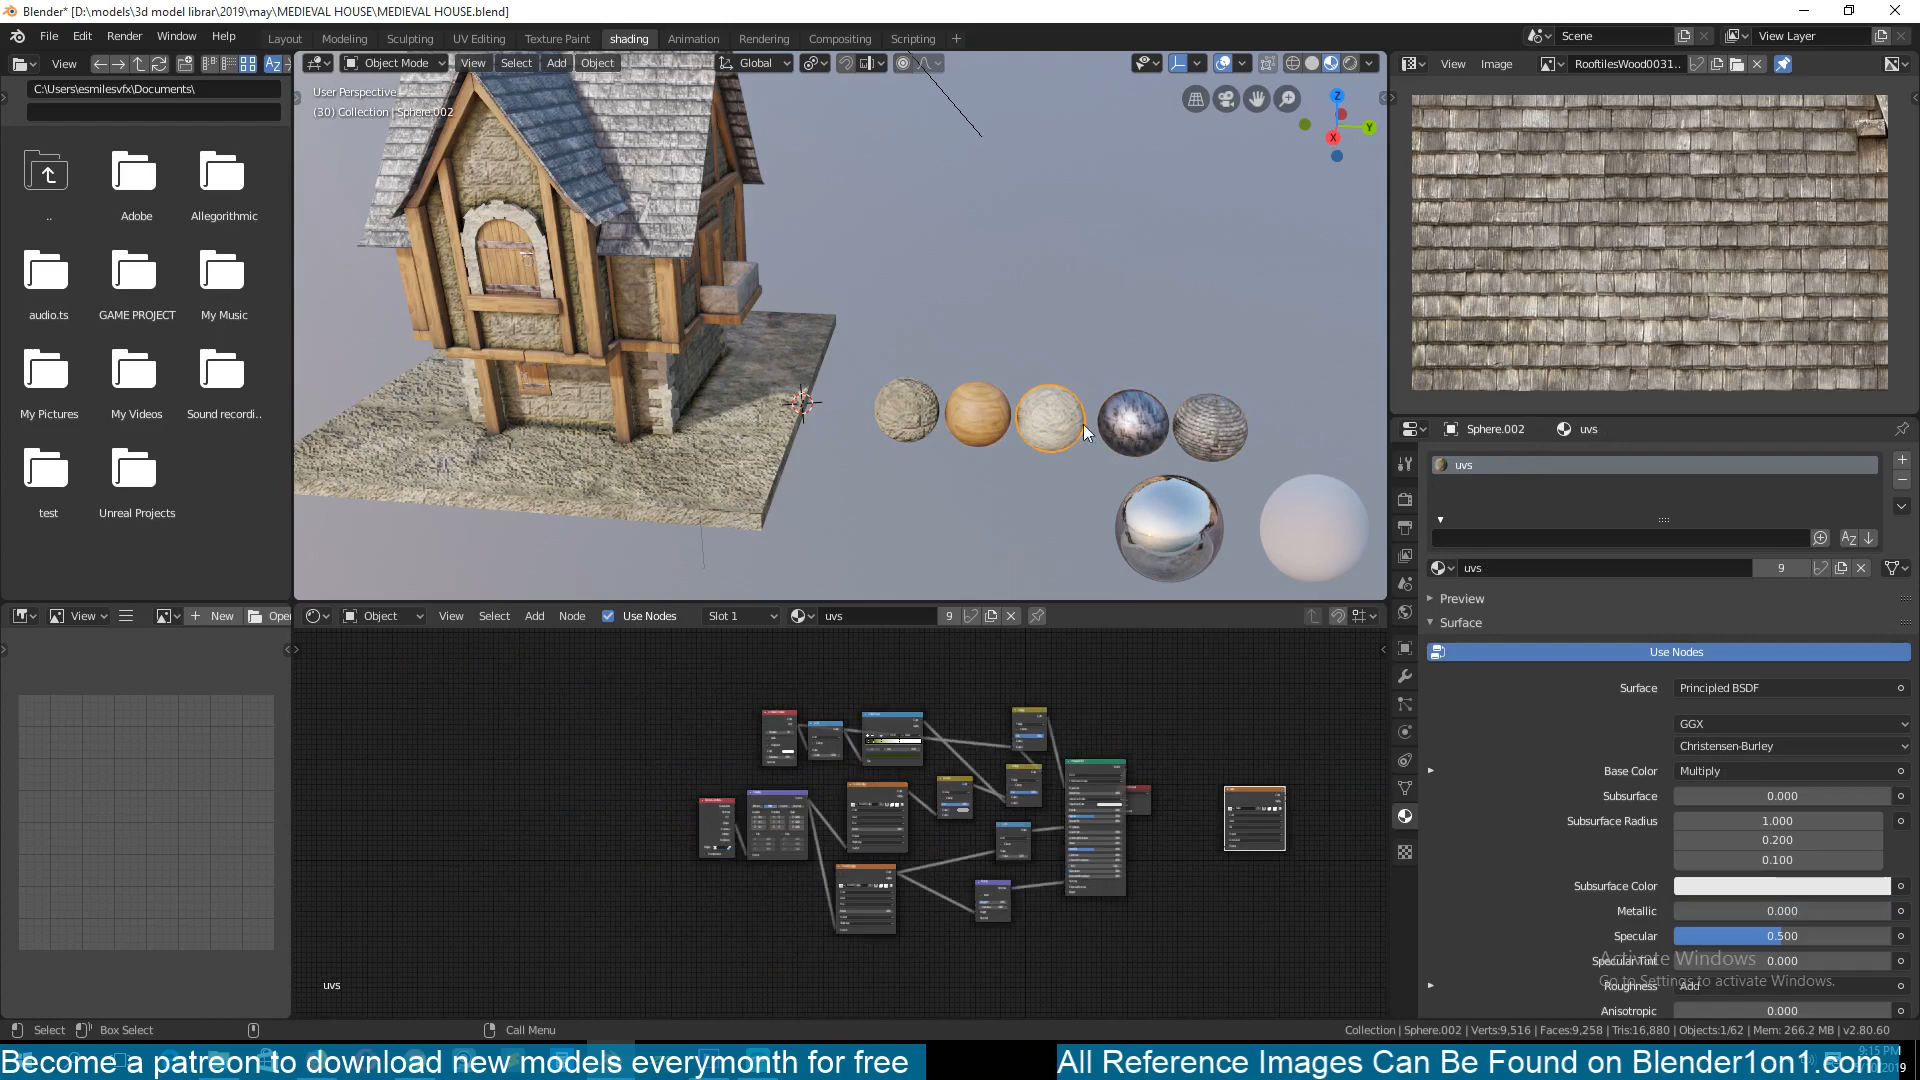 Blender* [D:\models\3d model librar\2019\may\MEDIEVAL HOUSE\MEDIEVAL HOUSE.blend]
File Edit Render Window Help
Layout Modeling Sculpting UV Editing Texture Paint shading Animation Rendering Compositing Scripting +
Scene
View Layer
View
Object Mode View Select Add Object
Global
View Image
RooftilesWood0031..
C:\Users\esmilesvfx\Documents\
User Perspective
(30) Collection | Sphere.002
Z
Y
X
..
Adobe
Allegorithmic
audio.ts
GAME PROJECT
My Music
My Pictures
My Videos
Sound recordi..
test
Unreal Projects
Sphere.002
uvs
uvs
uvs
9
Preview
Surface
Use Nodes
Surface
Principled BSDF
GGX
Christensen-Burley
Base Color
Multiply
Subsurface
0.000
Subsurface Radius
1.000
0.200
0.100
Subsurface Color
Metallic
0.000
Specular
0.500
Specular Tint
0.000
Roughness
Add
Anisotropic
0.000
Activate Windows
Go to Settings to activate Windows.
View
+ New
Open
Object
View Select Add Node
Use Nodes
Slot 1
uvs
9
uvs
Select
Box Select
Call Menu
Collection | Sphere.002 | Verts:9,516 | Faces:9,258 | Tris:16,880 | Objects:1/62 | Mem: 266.2 MB | v2.80.60
Become a patreon to download new models everymonth for free
All Reference Images Can Be Found on Blender1on1.com
9:15 PM